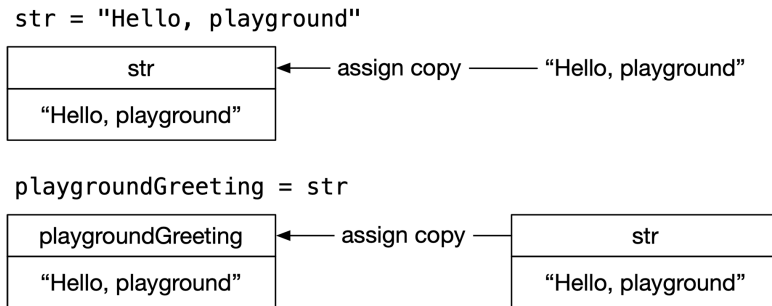 str = "Hello, playground"
str
assign copy
“Hello, playground”
“Hello, playground”
playgroundGreeting = str
playgroundGreeting
assign copy
str
“Hello, playground”
“Hello, playground”